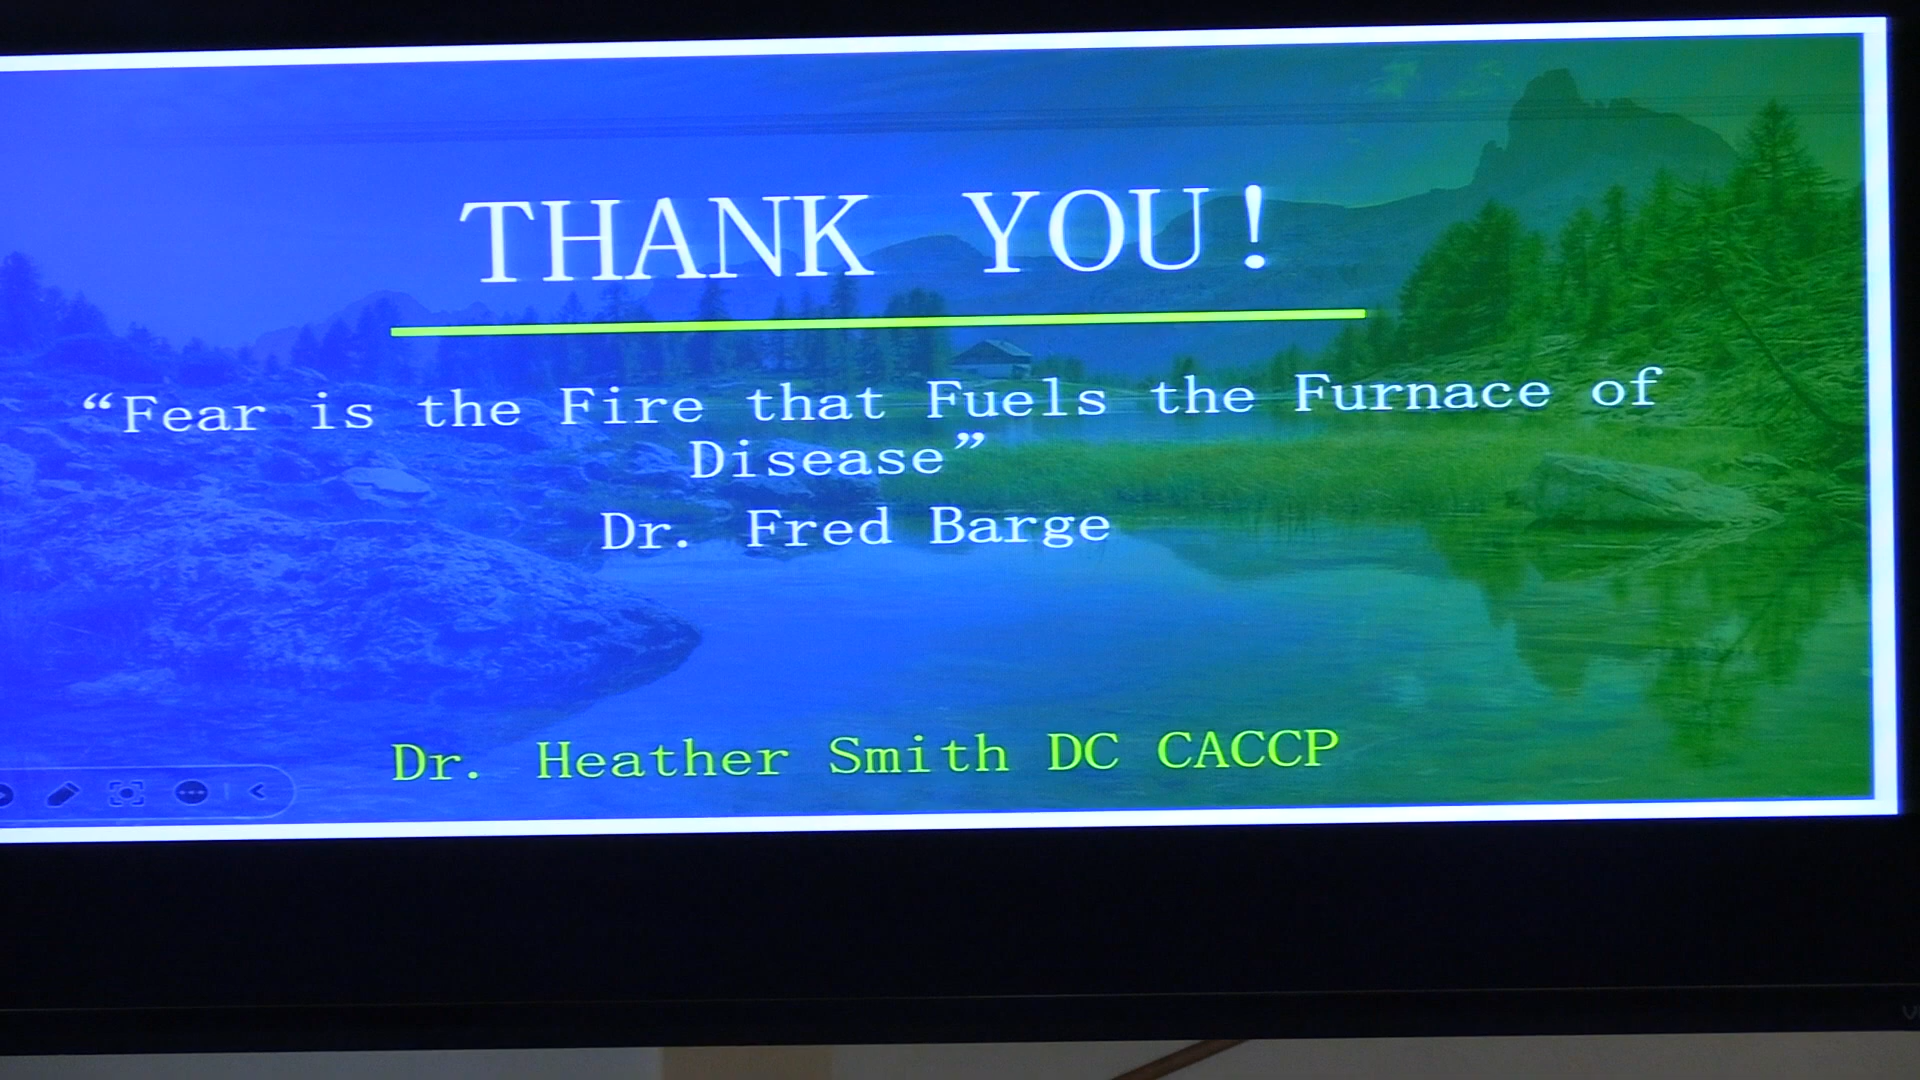 THANK YOU!
“Fear is the Fire that Fuels the Furnace of
Disease”
Dr. Fred Barge
Dr. Heather Smith DC CACCP